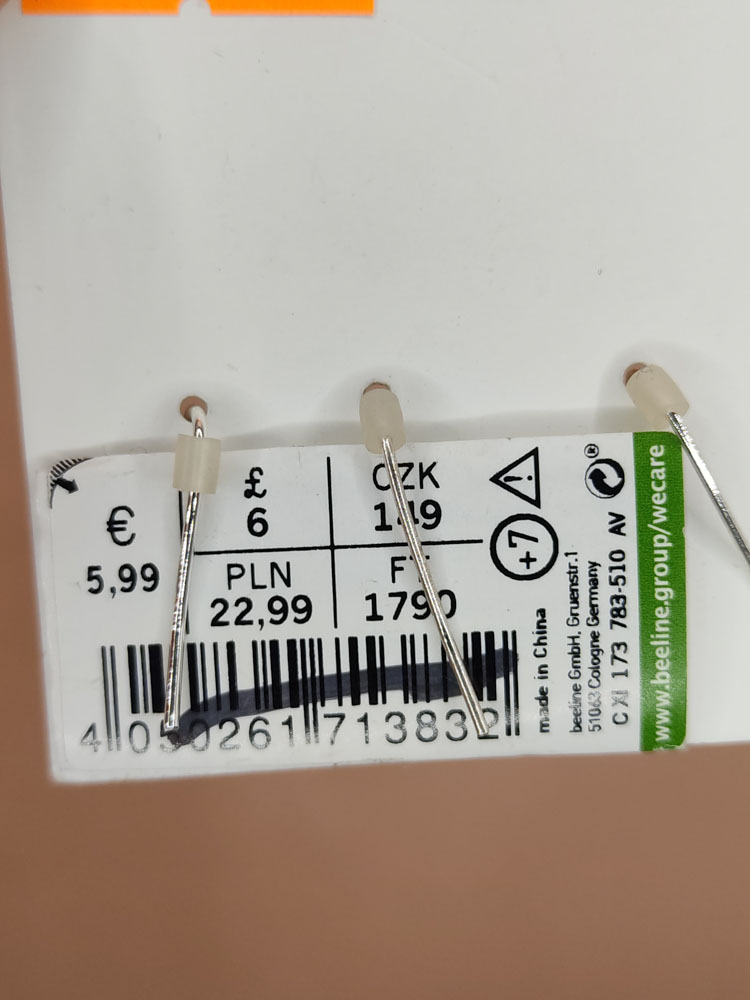 €
5,99
£
6
CZK
149
PLN
22,99
FT
1790
4 050261 713832
+7
made in China
beeline GmbH, Gruenstr.1
51063 Cologne Germany
173 783-510 AV
®
www.beeline.group/wecare